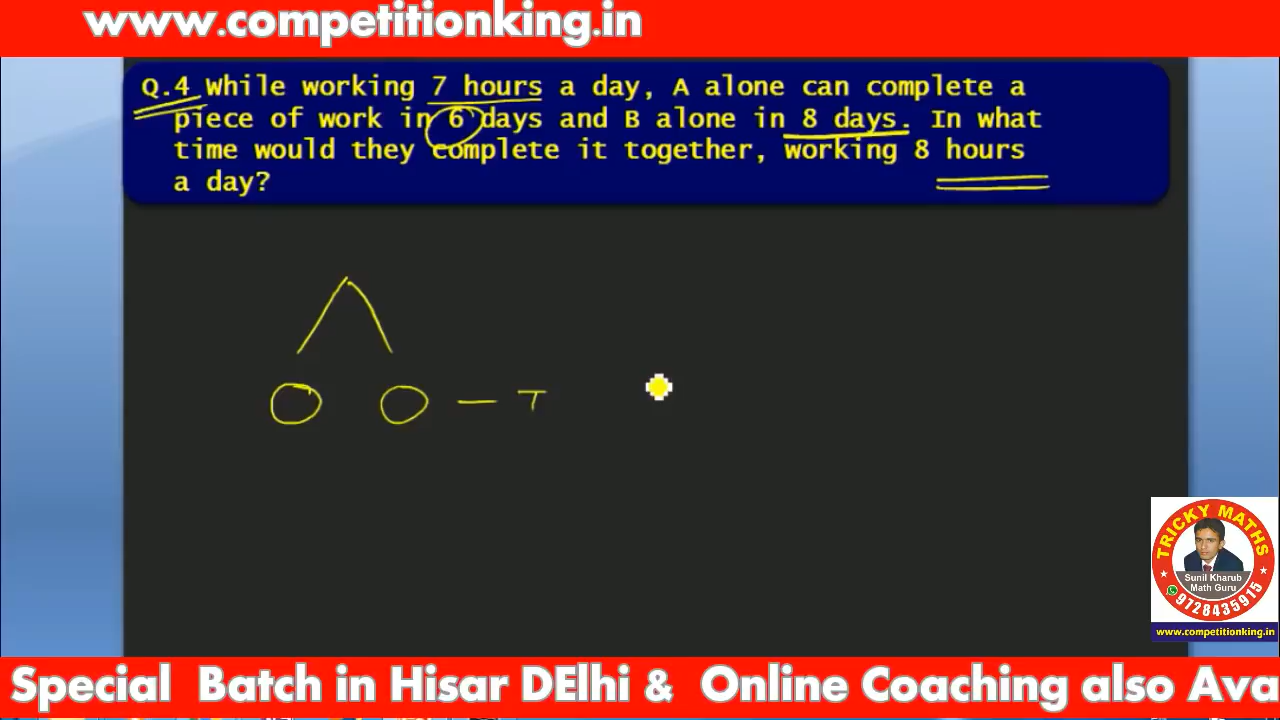 www.competitionking.in
Q.4 While working 7 hours a day, A alone can complete a
piece of work in 6 days and B alone in 8 days. In what
time would they complete it together, working 8 hours
a day?
T
TRICKY MATHS
Sunil Kharub
Math Guru
9728435915
www.competitionking.in
Special Batch in Hisar DElhi & Online Coaching also Ava